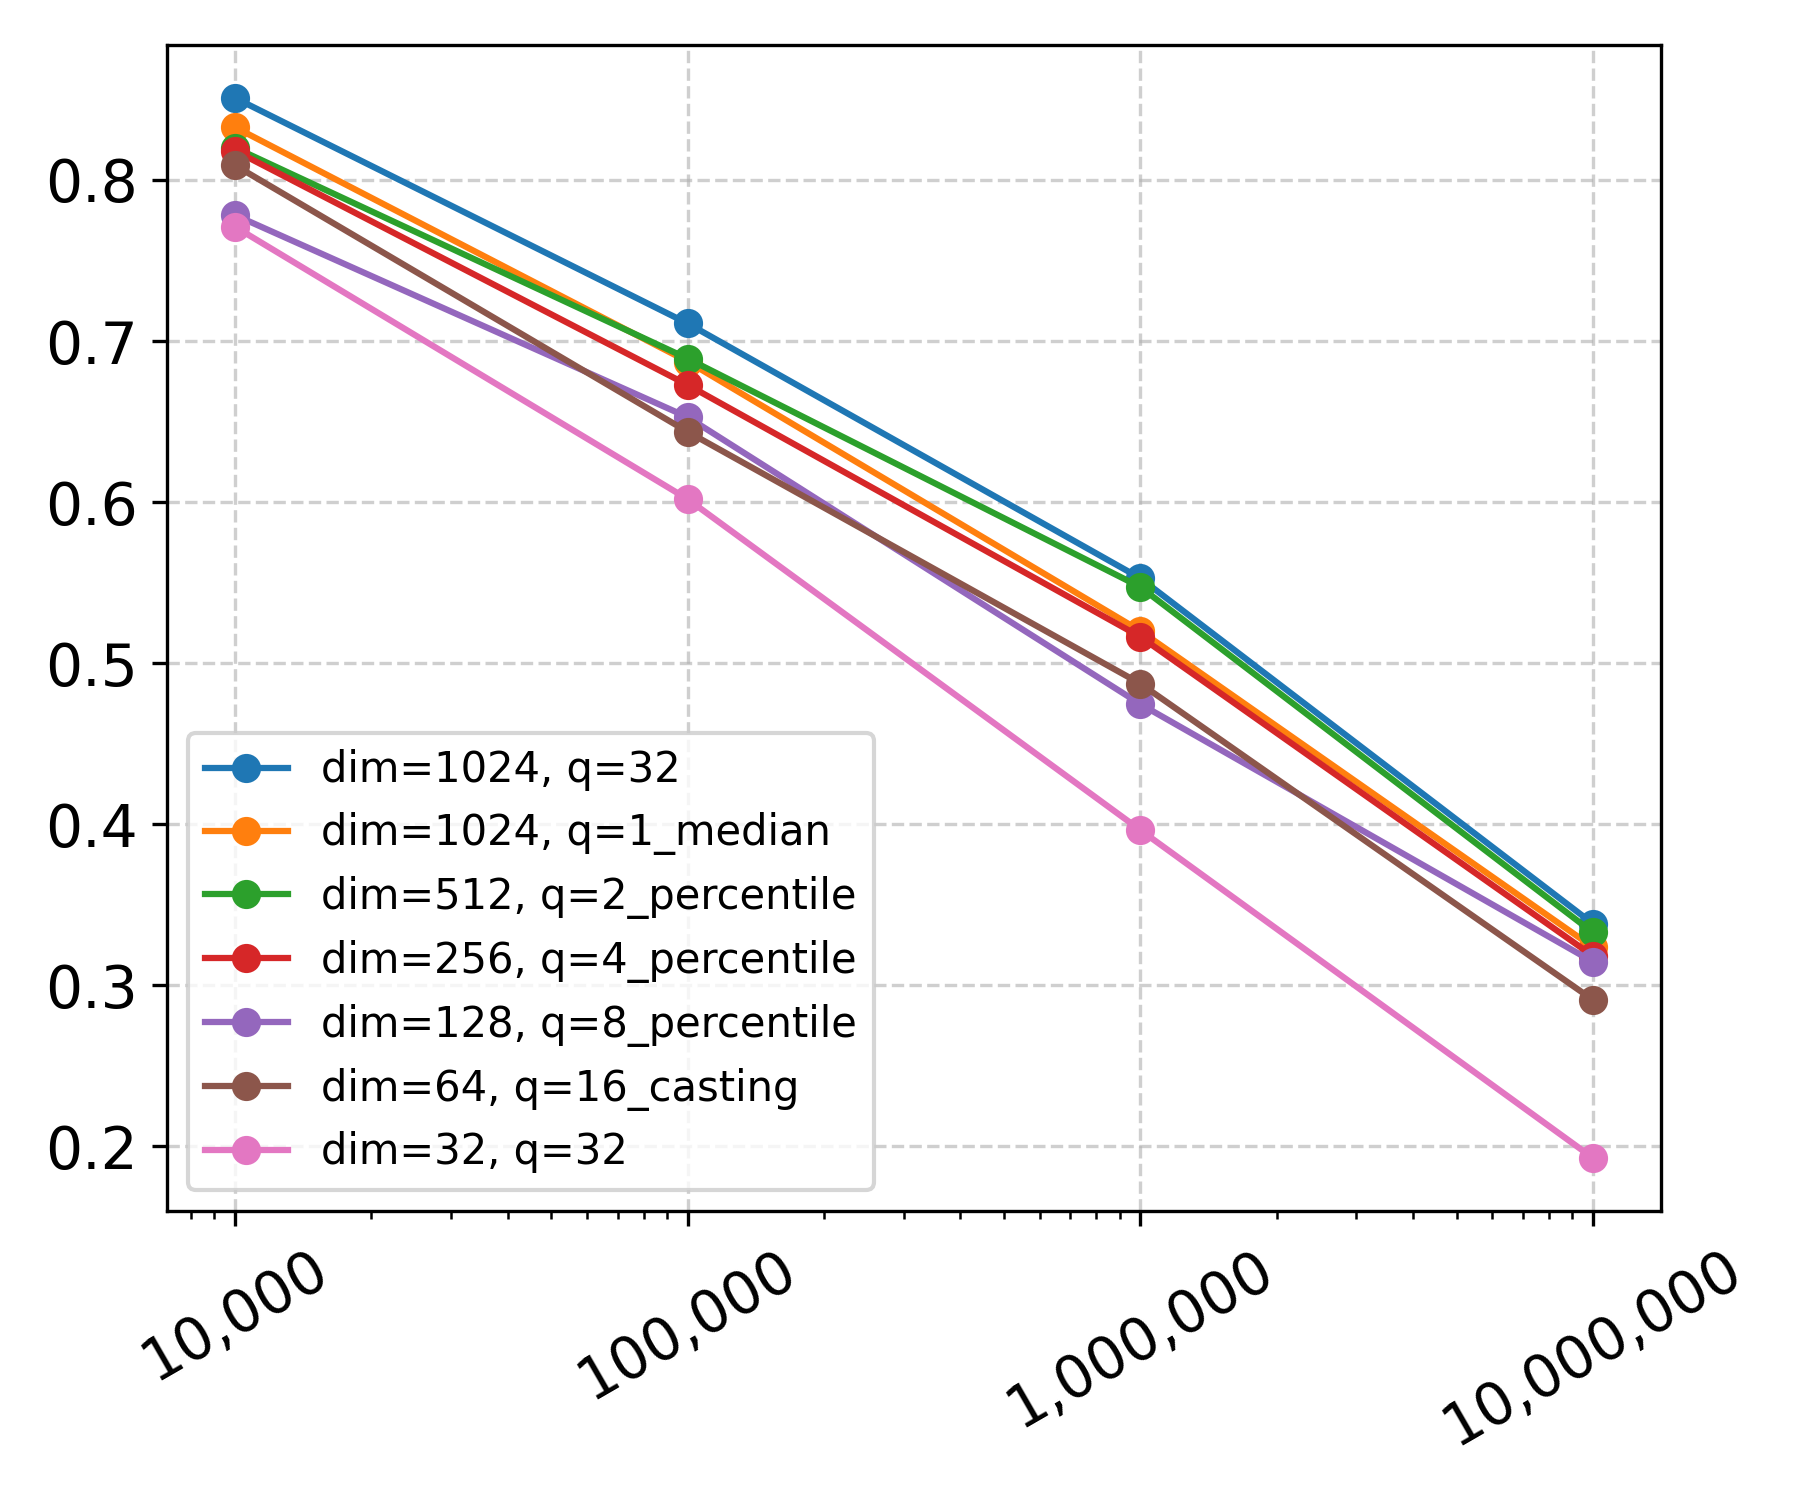 0.8
0.7
0.6
0.5
0.4
0.3
0.2
dim=1024, q=32
dim=1024, q=1_median
dim=512, q=2_percentile
dim=256, q=4_percentile
dim=128, q=8_percentile
dim=64, q=16_casting
dim=32, q=32
10,000
100,000
1,000,000
10,000,000